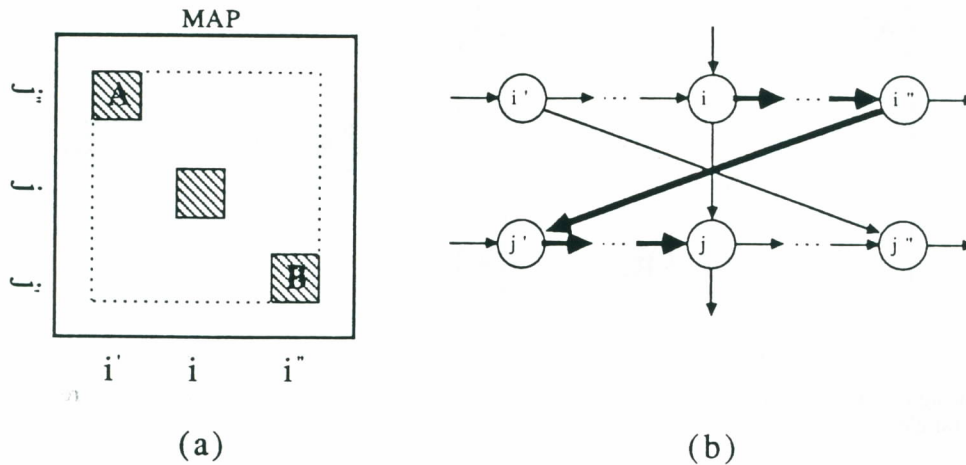 MAP
j"
j
j'
A
B
i' i i"
(a)
i' ... i ... i"
j' ... j ... j"
(b)